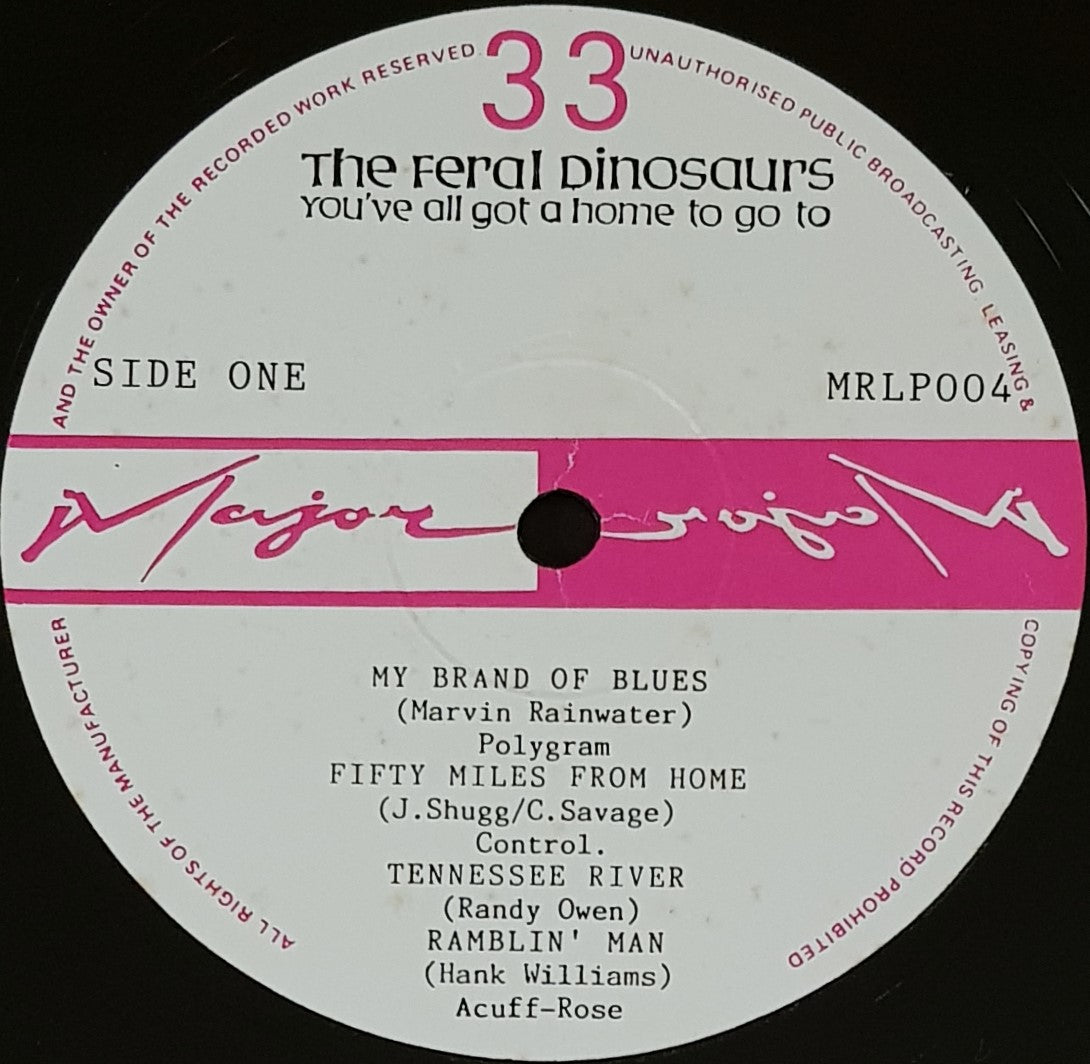 33
The Feral Dinosaurs
You've all got a home to go to
SIDE ONE
MRLP004
Major
Major
MY BRAND OF BLUES
(Marvin Rainwater)
Polygram
FIFTY MILES FROM HOME
(J.Shugg/C.Savage)
Control.
TENNESSEE RIVER
(Randy Owen)
RAMBLIN' MAN
(Hank Williams)
Acuff-Rose
ALL RIGHTS OF THE MANUFACTURER AND THE OWNER OF THE RECORDED WORK RESERVED. UNAUTHORISED PUBLIC BROADCASTING. LEASING & COPYING OF THIS RECORD PROHIBITED